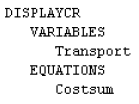 DISPLAYCR
VARIABLES
Transport
EQUATIONS
Costsum